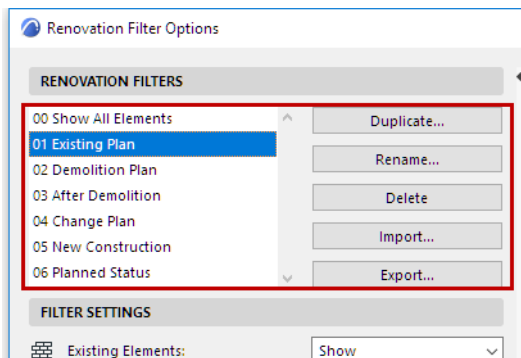 Renovation Filter Options
RENOVATION FILTERS
00 Show All Elements
01 Existing Plan
02 Demolition Plan
03 After Demolition
04 Change Plan
05 New Construction
06 Planned Status
Duplicate...
Rename...
Delete
Import...
Export...
FILTER SETTINGS
Existing Elements: Show